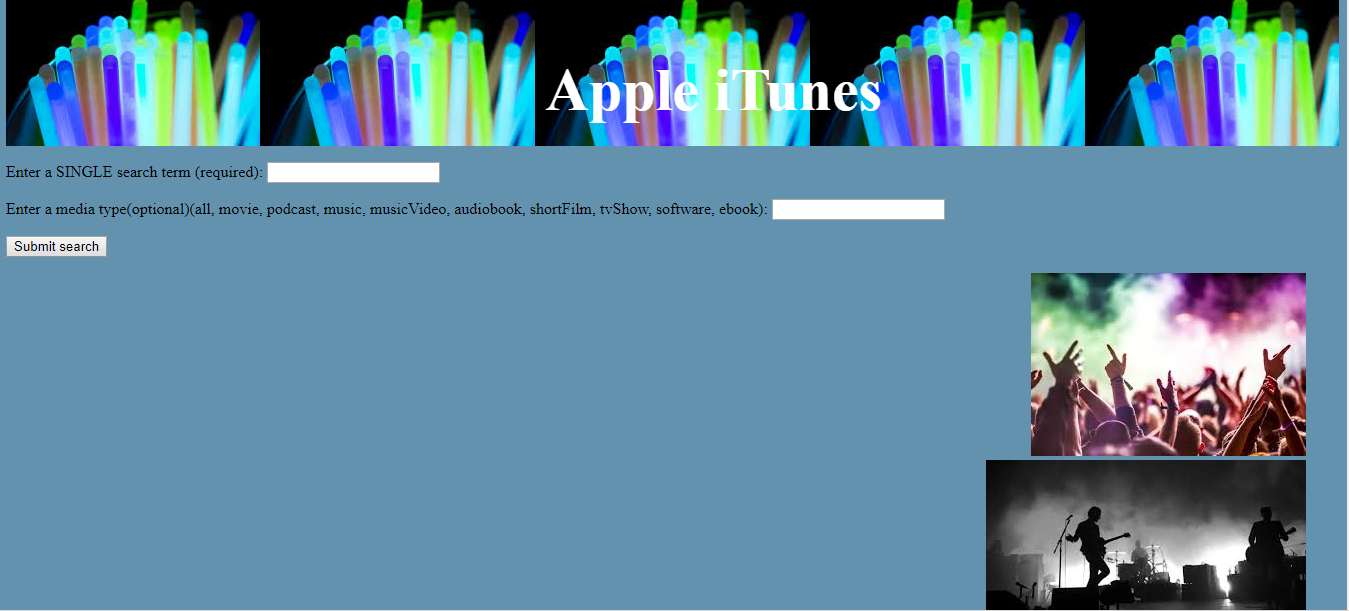 Apple iTunes
Enter a SINGLE search term (required):
Enter a media type(optional)(all, movie, podcast, music, musicVideo, audiobook, shortFilm, tvShow, software, ebook):
Submit search